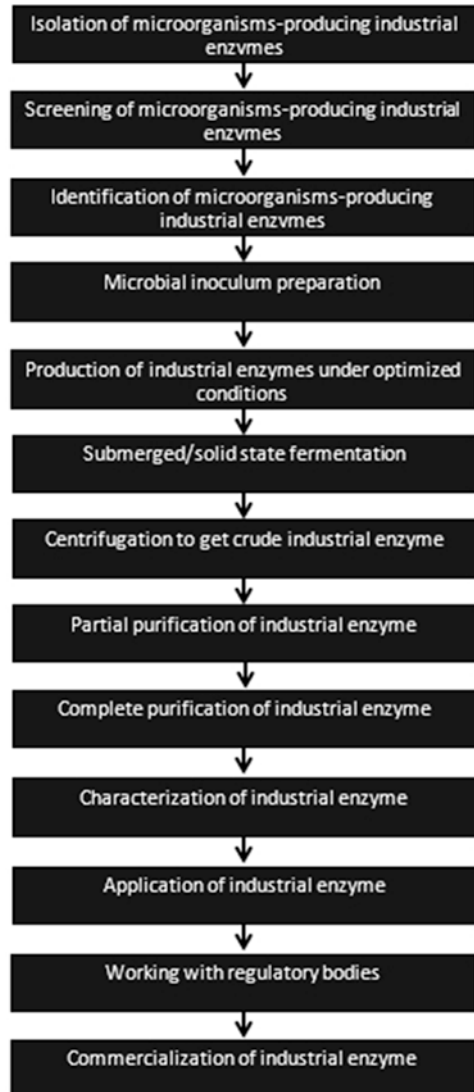 Isolation of microorganisms-producing industrial
enzymes
Screening of microorganisms-producing industrial
enzymes
Identification of microorganisms-producing
industrial enzymes
Microbial inoculum preparation
Production of industrial enzymes under optimized
conditions
Submerged/solid state fermentation
Centrifugation to get crude industrial enzyme
Partial purification of industrial enzyme
Complete purification of industrial enzyme
Characterization of industrial enzyme
Application of industrial enzyme
Working with regulatory bodies
Commercialization of industrial enzyme